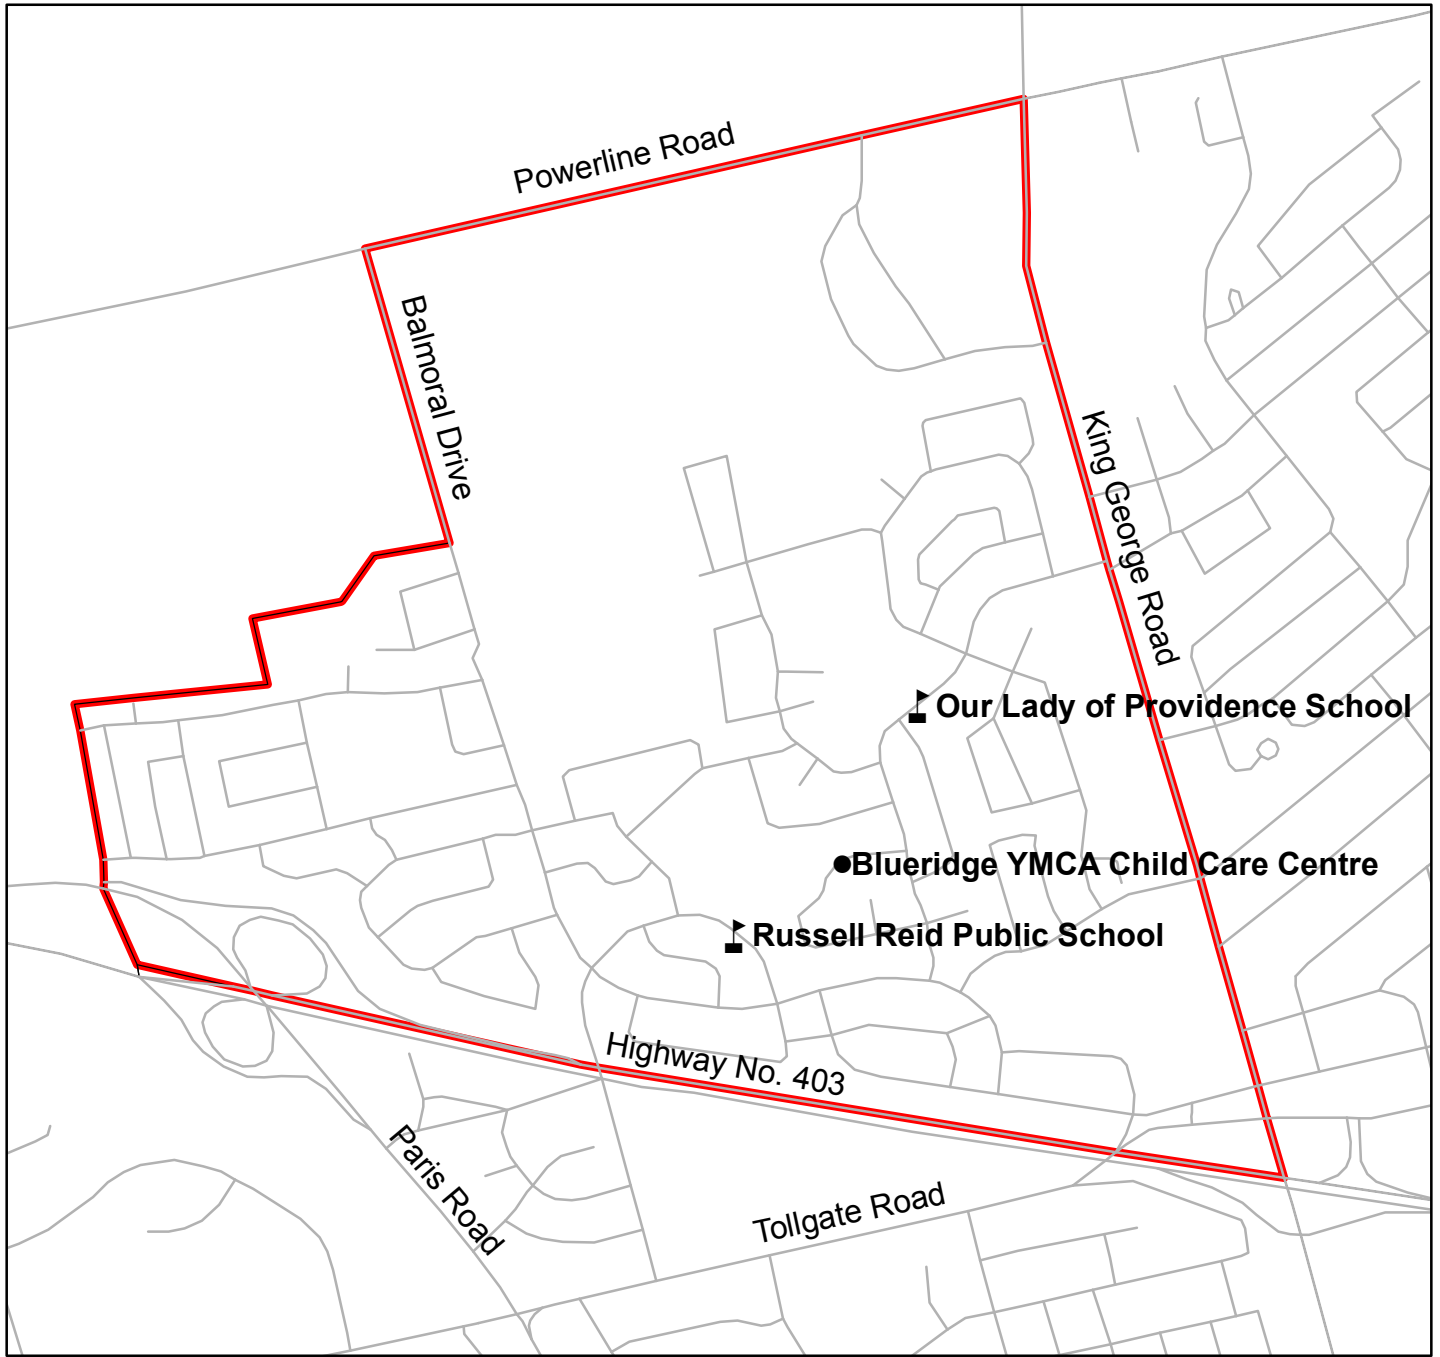 Powerline Road
Balmoral Drive
King George Road
Our Lady of Providence School
Blueridge YMCA Child Care Centre
Russell Reid Public School
Highway No. 403
Paris Road
Tollgate Road